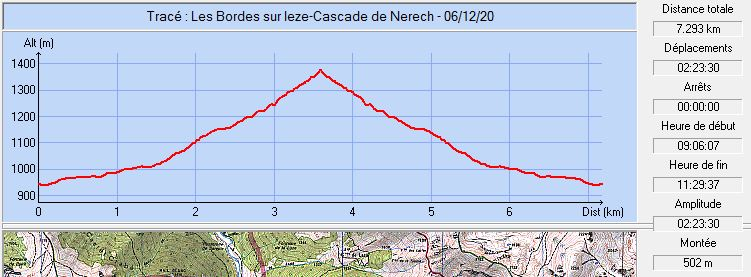 Tracé : Les Bordes sur leze-Cascade de Nerech - 06/12/20
Alt (m)
1400
1300
1200
1100
1000
900
0 1 2 3 4 5 6 Dist (km)
Distance totale
7.293 km
Déplacements
02:23:30
Arrêts
00:00:00
Heure de début
09:06:07
Heure de fin
11:29:37
Amplitude
02:23:30
Montée
502 m